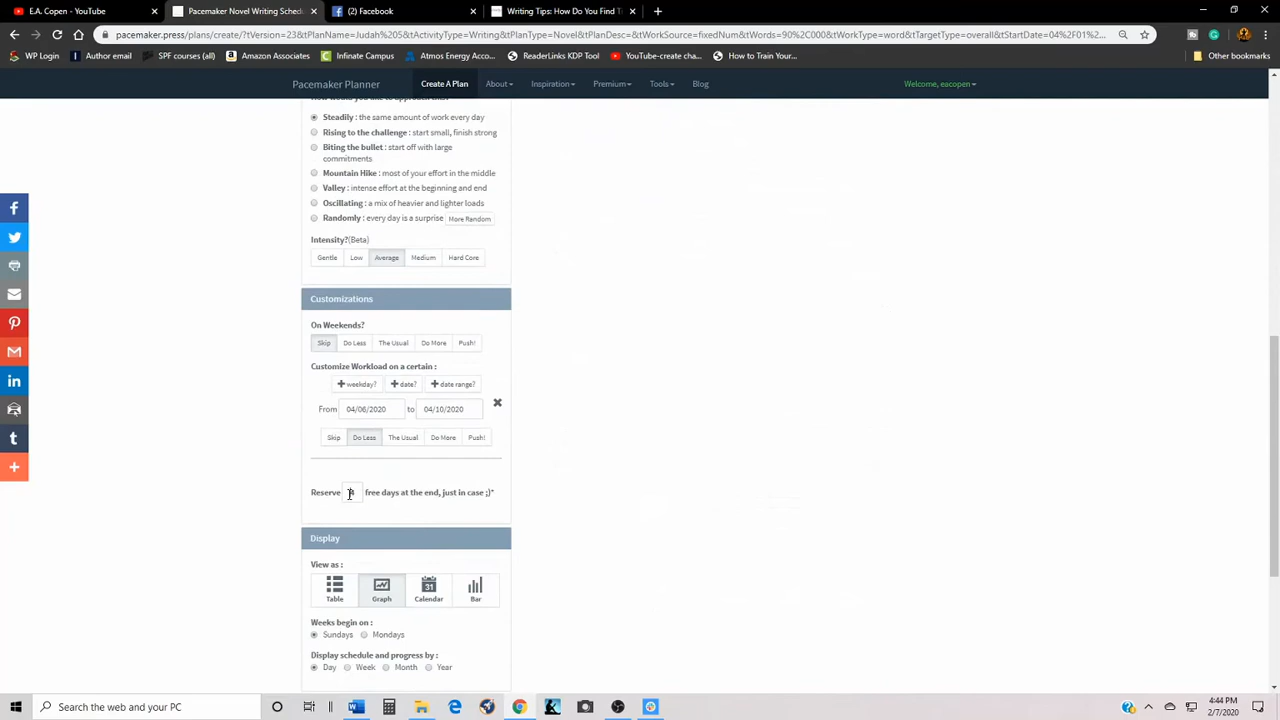 E.A. Copen
Pacemaker Novel Writing Schedule
Facebook
Writing Tips How Do You Find T
pacemaker.press/plans/create/?tVersion=23&tPlanName=Judah%205&tActivityType=Writing&tPlanType=Novel&tPlanDesc=&tWorkSource=fixedNum&tWords=90%2C000&tWorkType=word&tTargetType=overall&tStartDate=04%2F01%2...
WP Login
Author email
SPF courses (all)
Amazon Associates
Infinate Campus
Atmos Energy Acco...
ReaderLinks KDP Tool
YouTube-create cha...
How to Train Your...
Other bookmarks
Pacemaker Planner
Create A Plan
About
Inspiration
Premium
Tools
Blog
Welcome, eacopen
Steadily : the same amount of work every day
Rising to the challenge : start small, finish strong
Biting the bullet : start off with large
commitments
Mountain Hike : most of your effort in the middle
Valley : intense effort at the beginning and end
Oscillating : a mix of heavier and lighter loads
Randomly : every day is a surprise More Random
Intensity?(Beta)
Gentle Low Average Medium Hard Core
Customizations
On Weekends?
Skip Do Less The Usual Do More Push!
Customize Workload on a certain :
weekday? date? date range?
From 04/06/2020 to 04/10/2020
Skip Do Less The Usual Do More Push!
Reserve free days at the end, just in case ;)*
Display
View as :
31
Table Graph Calendar Bar
Weeks begin on :
Sundays Mondays
Display schedule and progress by :
Day Week Month Year
Search the web and your PC
4:44 PM
2/7/2020